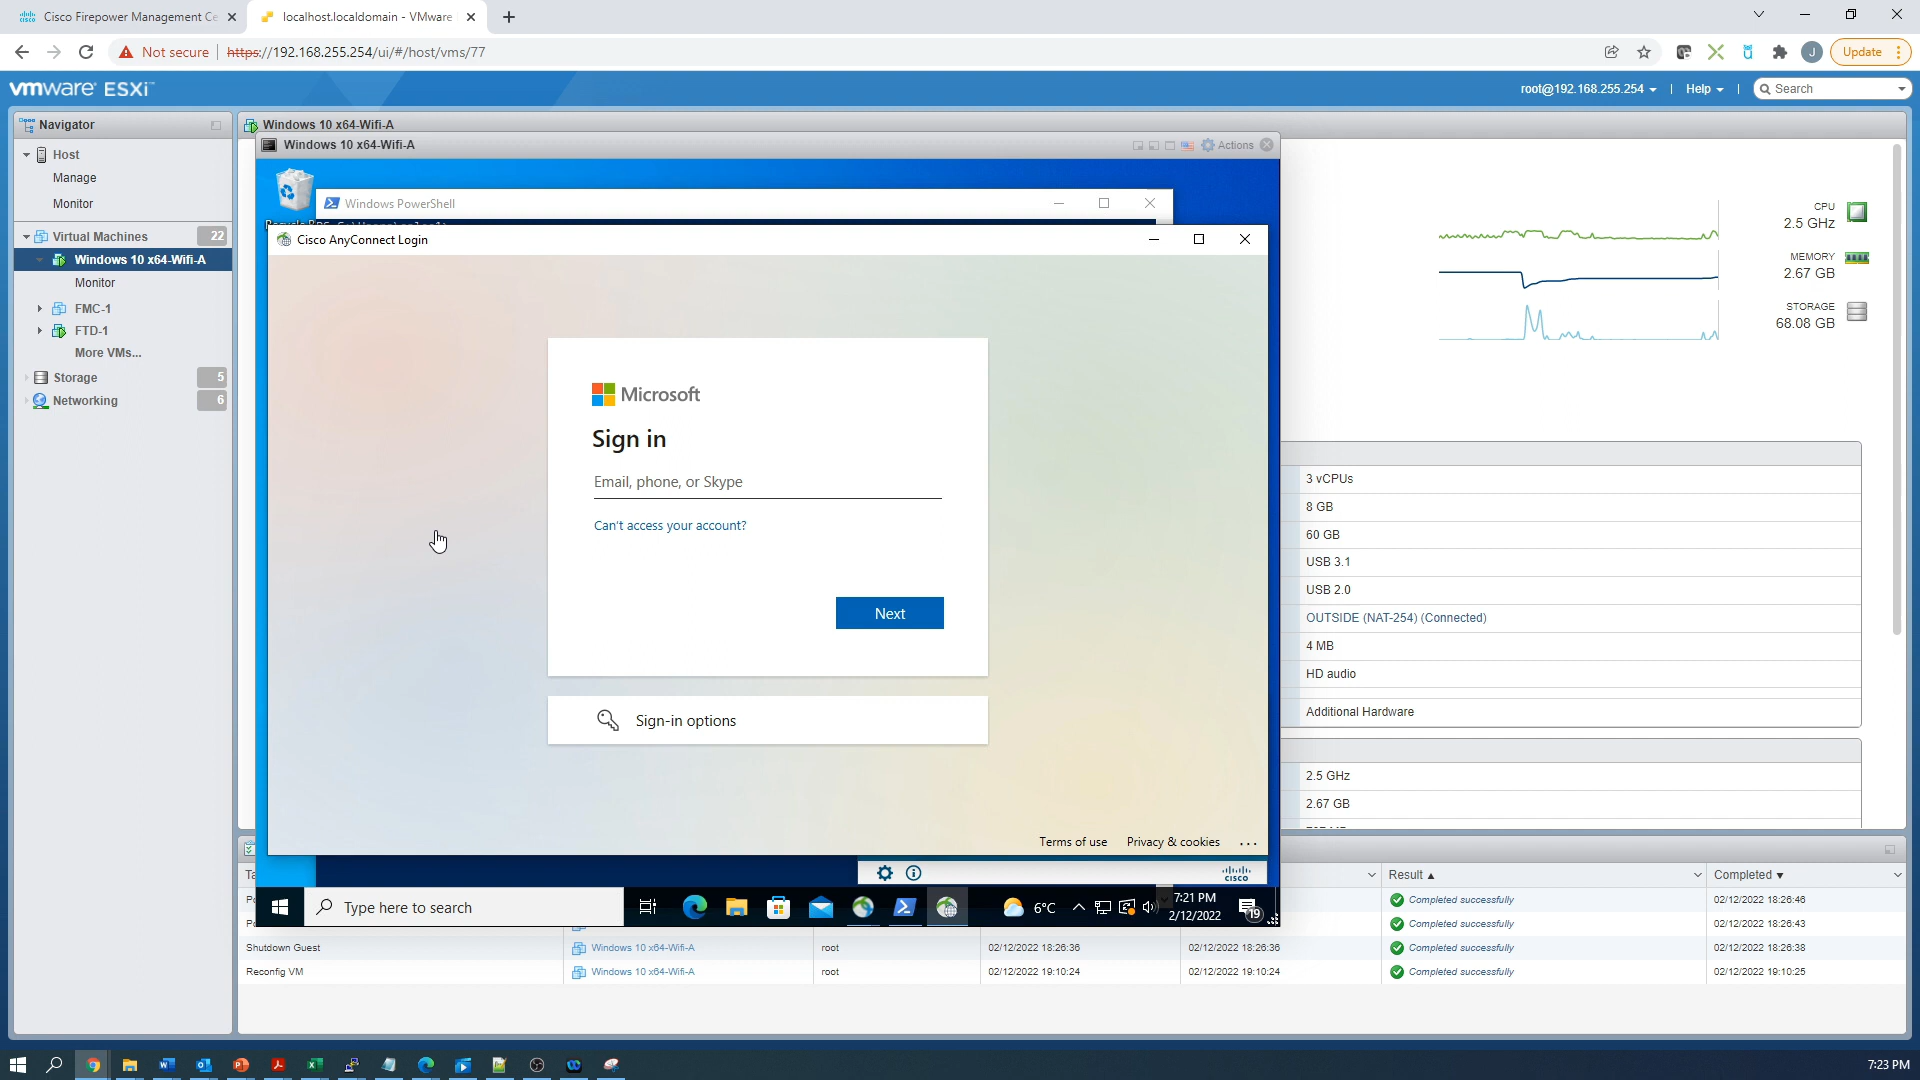 Cisco Firepower Management Ce
localhost.localdomain - VMware
Not secure
https://192.168.255.254/ui/#/host/vms/77
J
Update
vmware ESXi
root@192.168.255.254
Help
Search
Navigator
Host
Manage
Monitor
Virtual Machines
22
Windows 10 x64-Wifi-A
Monitor
FMC-1
FTD-1
More VMs...
Storage
5
Networking
6
Windows 10 x64-Wifi-A
Windows 10 x64-Wifi-A
Actions
Windows PowerShell
Cisco AnyConnect Login
Microsoft
Sign in
Email, phone, or Skype
Can't access your account?
Next
Sign-in options
Terms of use
Privacy & cookies
...
cisco
Type here to search
6°C
7:21 PM
2/12/2022
19
CPU
2.5 GHz
MEMORY
2.67 GB
STORAGE
68.08 GB
3 vCPUs
8 GB
60 GB
USB 3.1
USB 2.0
OUTSIDE (NAT-254) (Connected)
4 MB
HD audio
Additional Hardware
2.5 GHz
2.67 GB
Result
Completed
Completed successfully
02/12/2022 18:26:46
Completed successfully
02/12/2022 18:26:43
Shutdown Guest
Windows 10 x64-Wifi-A
root
02/12/2022 18:26:36
02/12/2022 18:26:36
Completed successfully
02/12/2022 18:26:38
Reconfig VM
Windows 10 x64-Wifi-A
root
02/12/2022 19:10:24
02/12/2022 19:10:24
Completed successfully
02/12/2022 19:10:25
7:23 PM